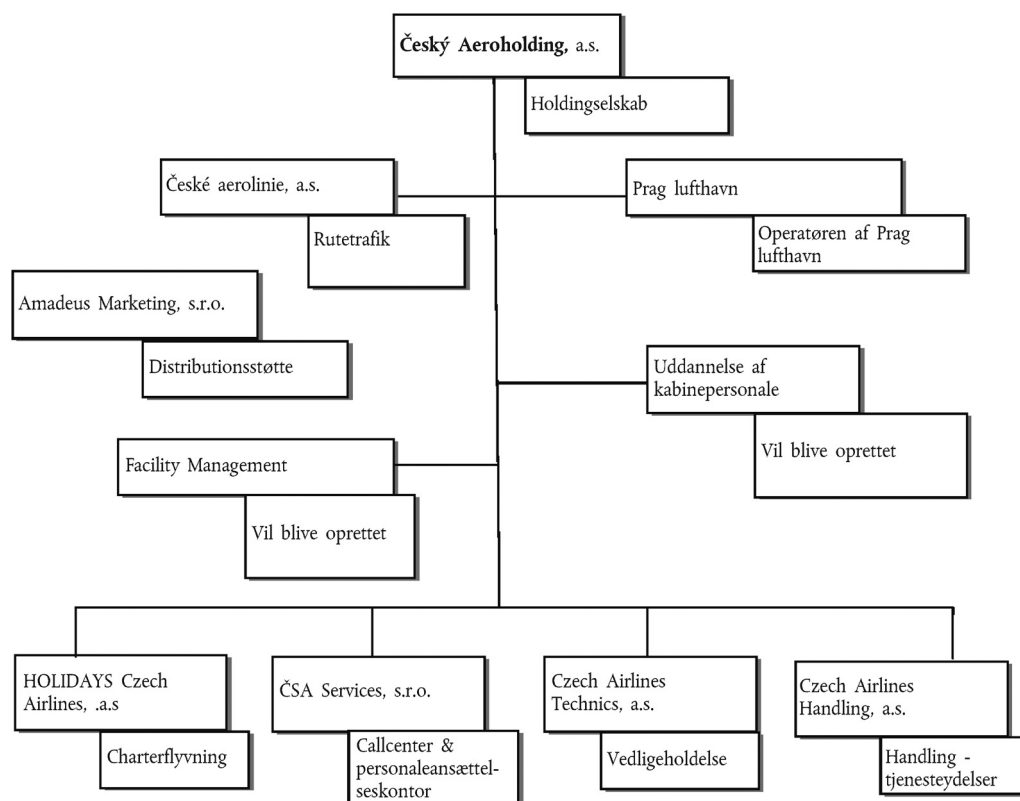 Český Aeroholding, a.s.
Holdingselskab
České aerolinie, a.s.
Rutetrafik
Prag lufthavn
Operatøren af Prag
lufthavn
Amadeus Marketing, s.r.o.
Distributionsstøtte
Uddannelse af
kabinepersonale
Vil blive oprettet
Facility Management
Vil blive oprettet
HOLIDAYS Czech
Airlines, .a.s
Charterflyvning
ČSA Services, s.r.o.
Callcenter &
personaleansættel-
seskontor
Czech Airlines
Technics, a.s.
Vedligeholdelse
Czech Airlines
Handling, a.s.
Handling -
tjenesteydelser